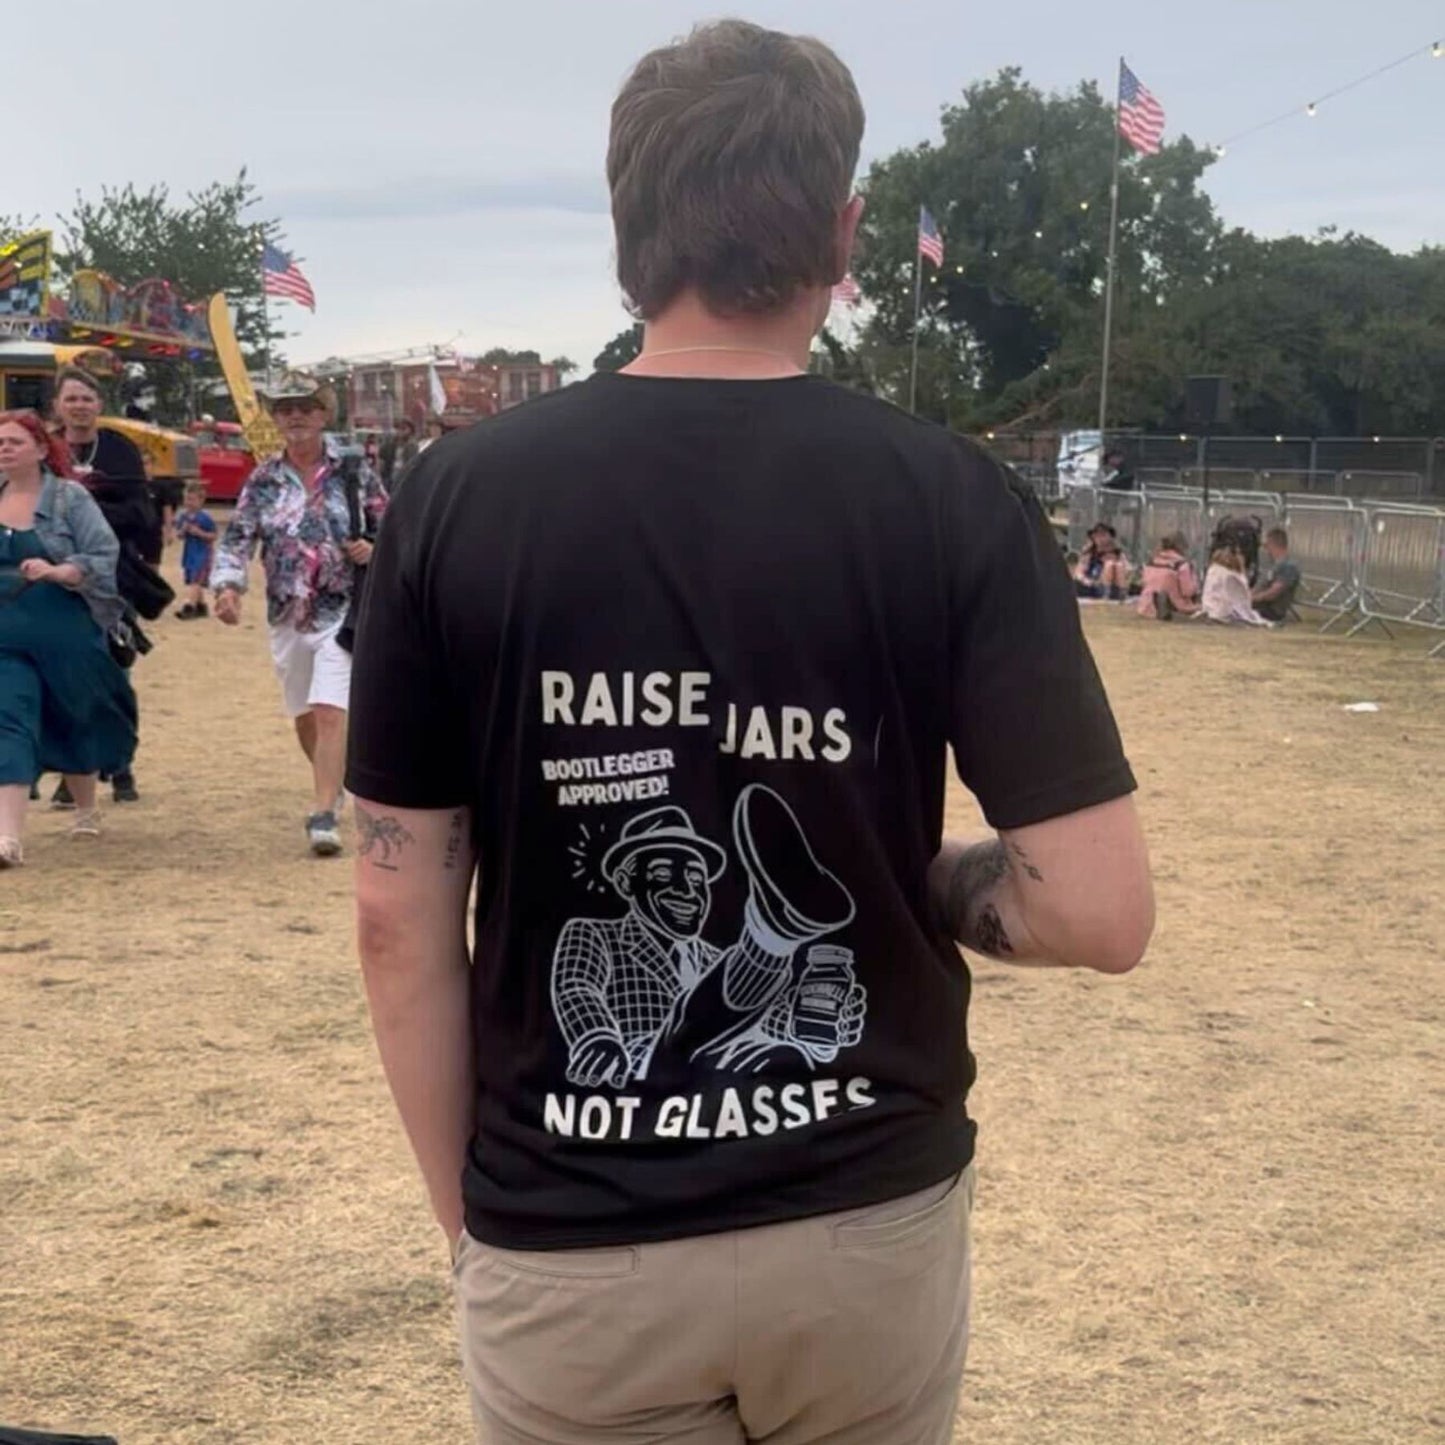 RAISE JARS
BOOTLEGGER
APPROVED!
NOT GLASSES